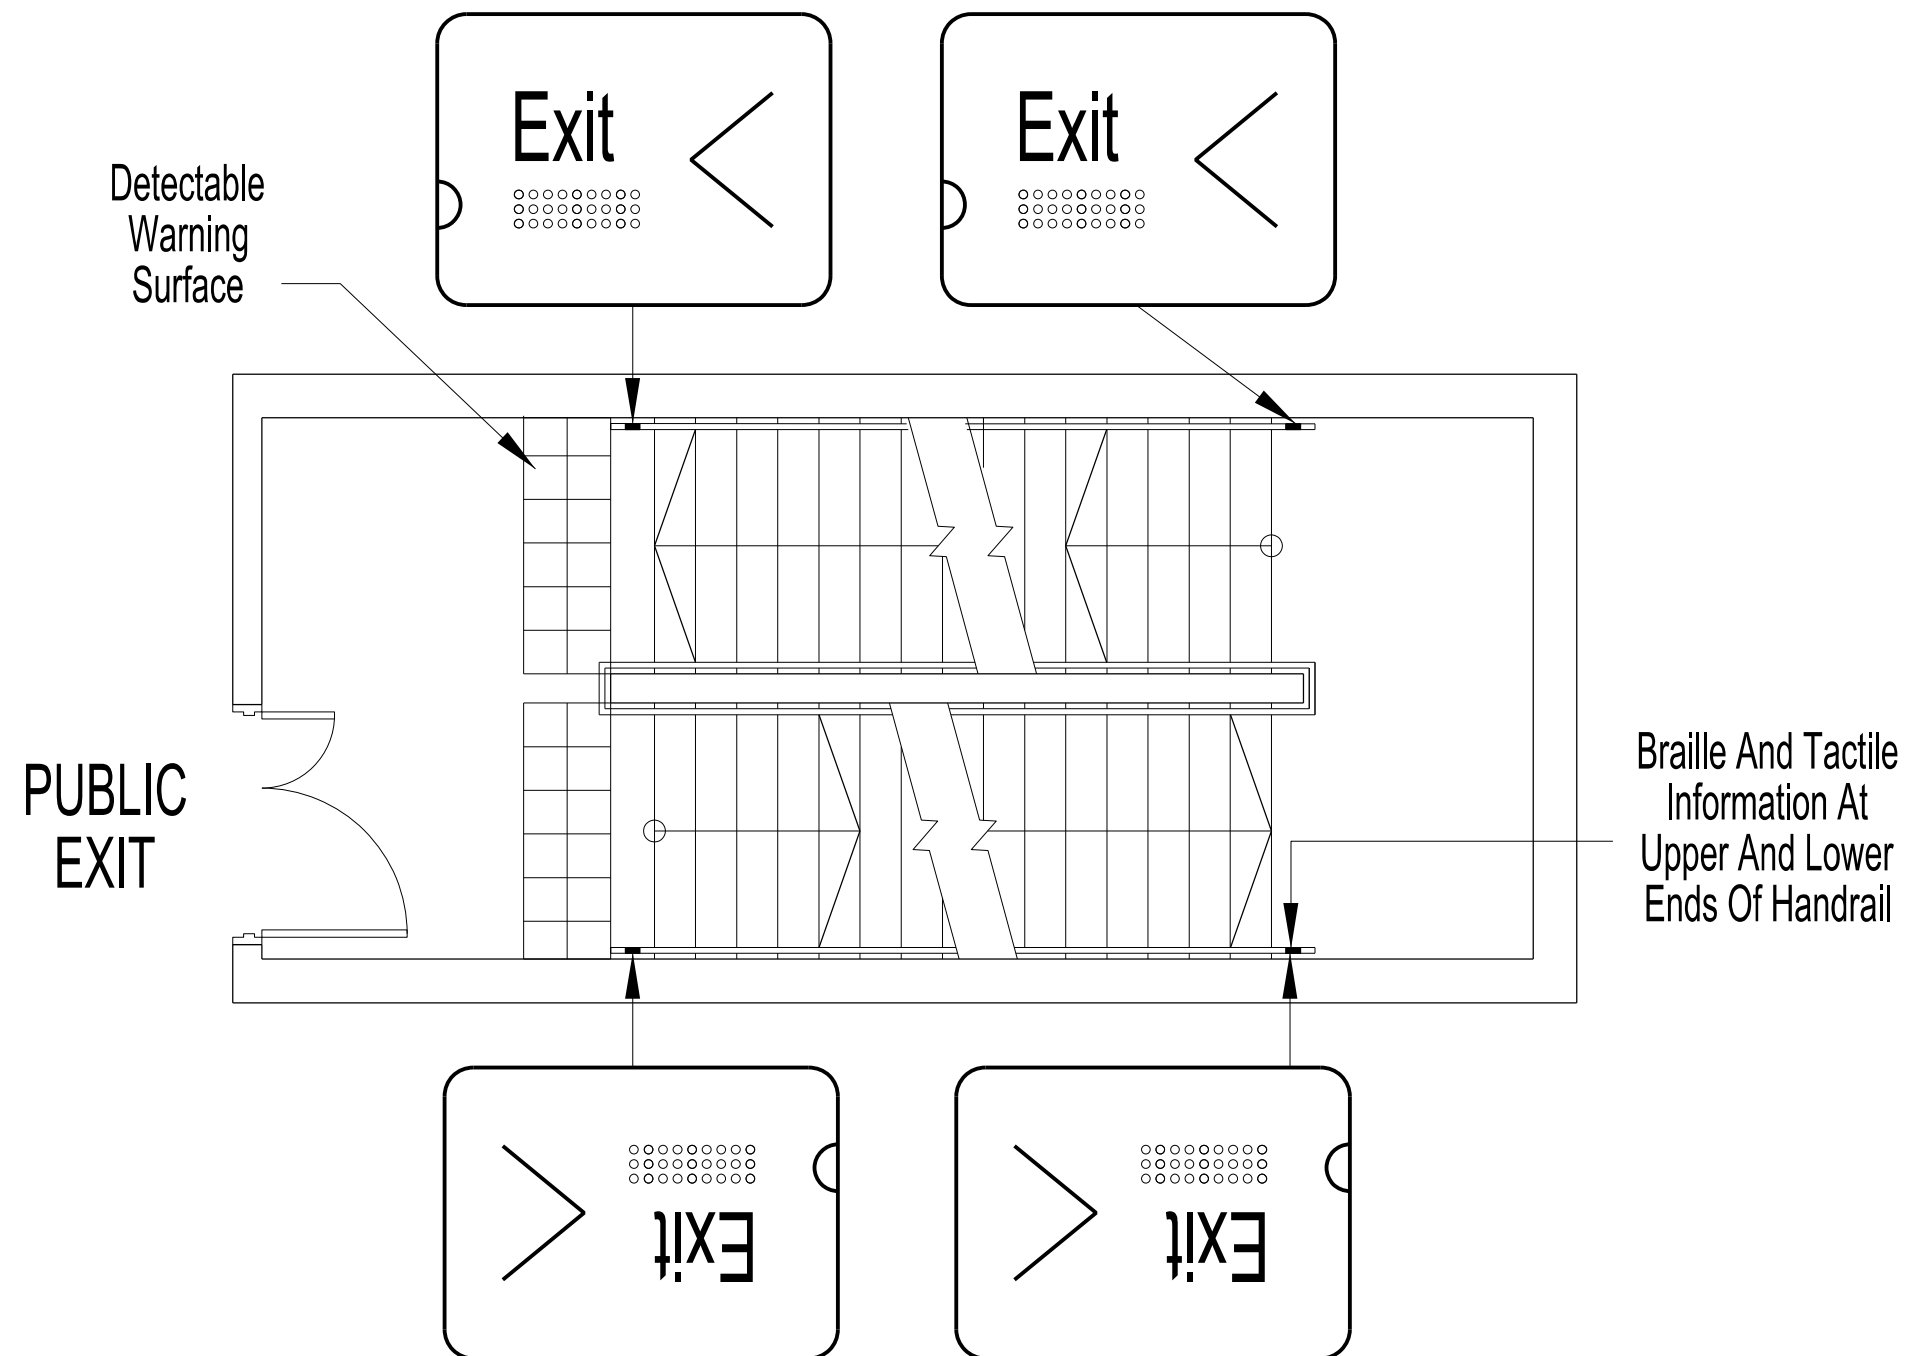 Exit
Exit
Detectable
Warning
Surface
PUBLIC
EXIT
Braille And Tactile
Information At
Upper And Lower
Ends Of Handrail
Exit
Exit